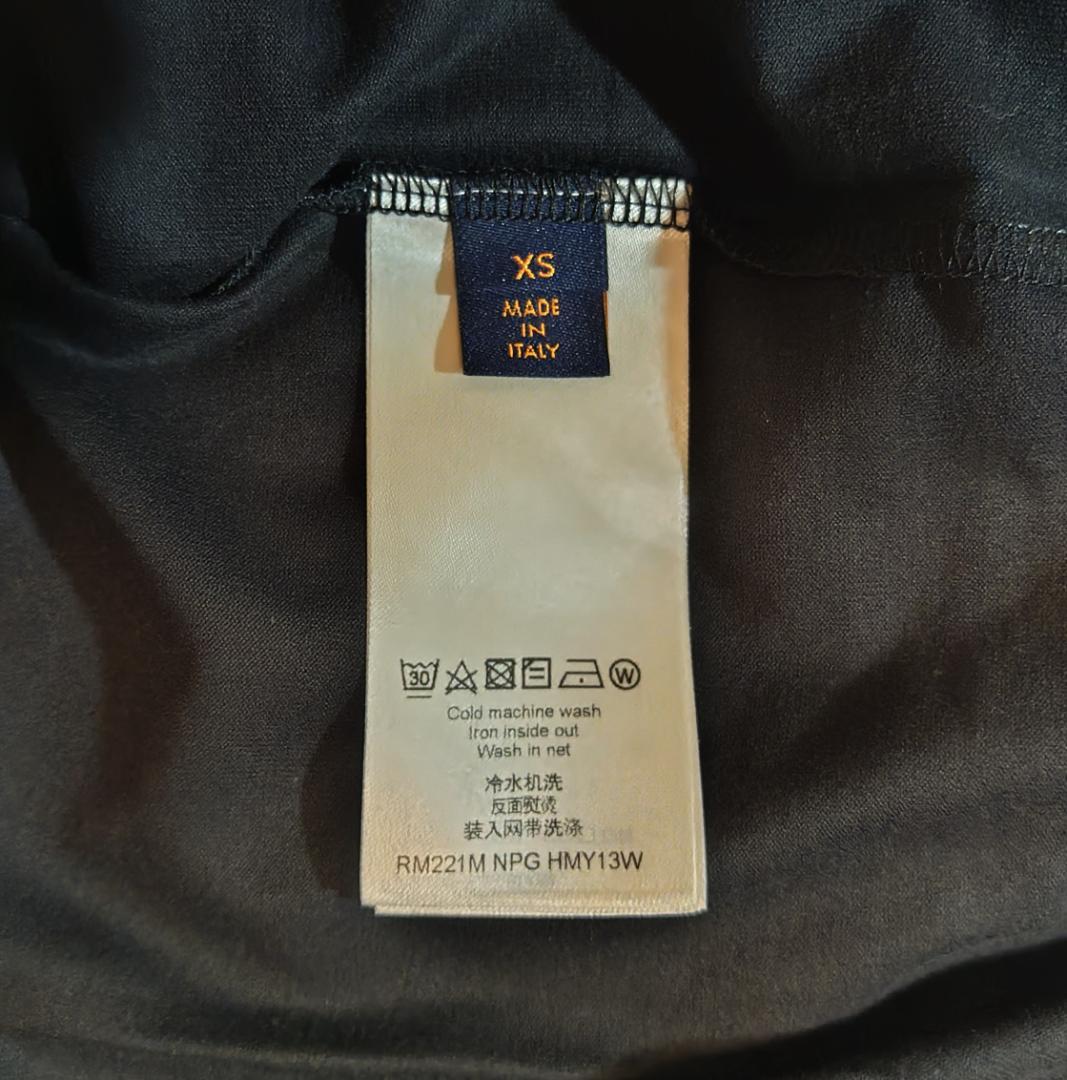 XS
MADE
IN
ITALY
30
W
Cold machine wash
Iron inside out
Wash in net
冷水机洗
反面熨烫
装入网带洗涤
RM221M NPG HMY13W